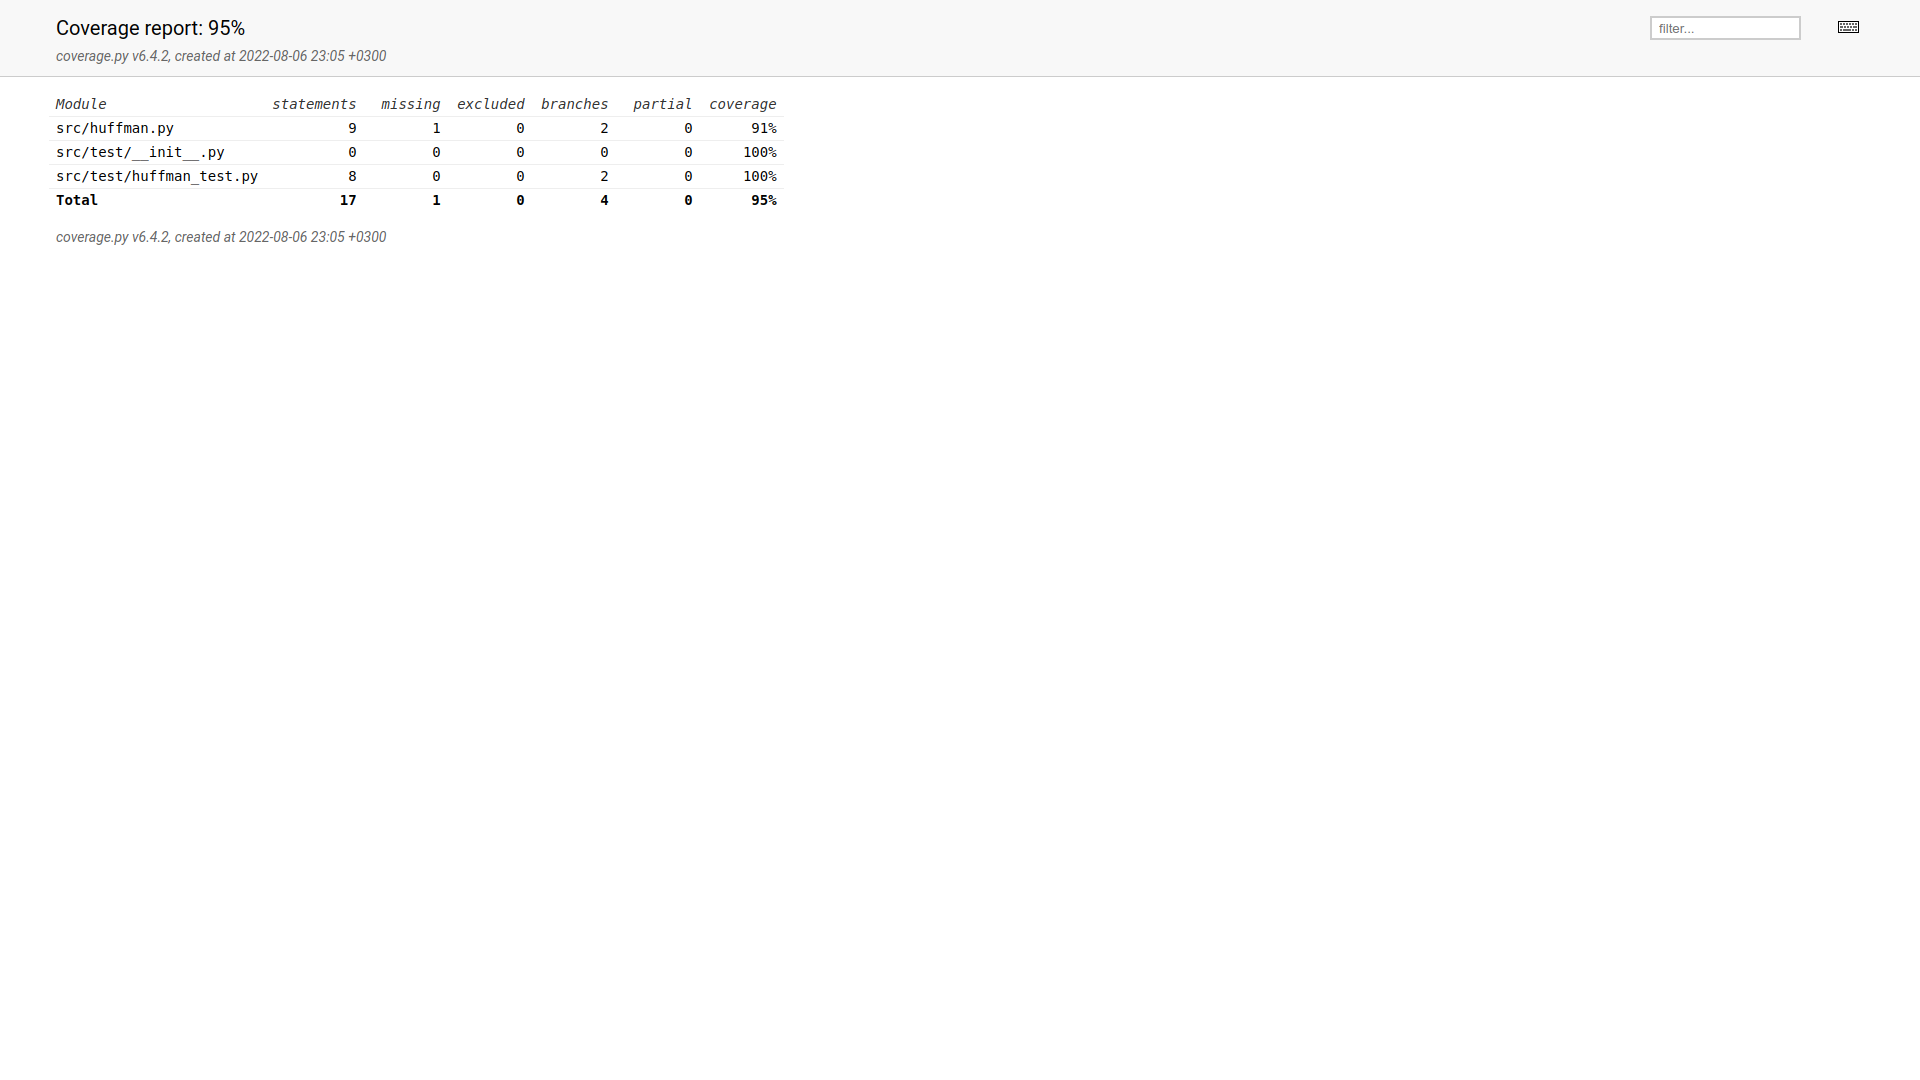 Coverage report: 95%
filter...
coverage.py v6.4.2, created at 2022-08-06 23:05 +0300
Module statements missing excluded branches partial coverage
src/huffman.py 9 1 0 2 0 91%
src/test/__init__.py 0 0 0 0 0 100%
src/test/huffman_test.py 8 0 0 2 0 100%
Total 17 1 0 4 0 95%
coverage.py v6.4.2, created at 2022-08-06 23:05 +0300